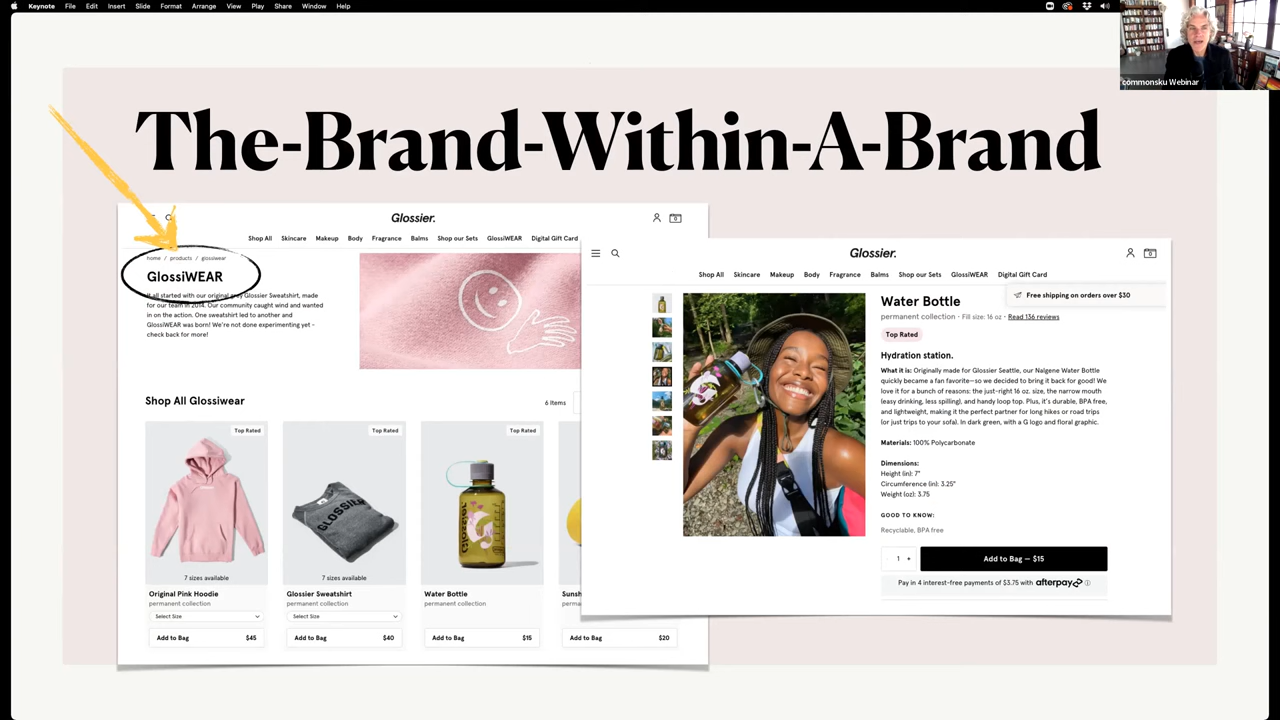 Keynote File Edit Insert Slide Format Arrange View Play Share Window Help
commonsku Webinar
The-Brand-Within-A-Brand
Glossier.
Shop All Skincare Makeup Body Fragrance Balms Shop our Sets GlossiWEAR Digital Gift Card
home / products / glossiwear
GlossiWEAR
It all started with our original grey Glossier Sweatshirt, made
for our team in 2014. Our community caught wind and wanted
in on the action. One sweatshirt led to another and
GlossiWEAR was born! We're not done experimenting yet -
check back for more!
Shop All Glossiwear
6 Items
Top Rated
7 sizes available
Original Pink Hoodie
permanent collection
Select Size
Add to Bag $45
Top Rated
GLOSSIER
7 sizes available
Glossier Sweatshirt
permanent collection
Select Size
Add to Bag $40
Top Rated
Water Bottle
permanent collection
Add to Bag $15
Sunsh
perma
Add to $20
Glossier.
0
Shop All Skincare Makeup Body Fragrance Balms Shop our Sets GlossiWEAR Digital Gift Card
Free shipping on orders over $30
Water Bottle
permanent collection · Fill size: 16 oz · Read 136 reviews
Top Rated
Hydration station.
What it is: Originally made for Glossier Seattle, our Nalgene Water Bottle
quickly became a fan favorite—so we decided to bring it back for good! We
love it for a bunch of reasons: the just-right 16 oz. size, the narrow mouth
(easy drinking, less spilling), and handy loop top. Plus, it's durable, BPA free,
and lightweight, making it the perfect partner for long hikes or road trips
(or just trips to your sofa). In dark green, with a G logo and floral graphic.
Materials: 100% Polycarbonate
Dimensions:
Height (in): 7"
Circumference (in): 3.25"
Weight (oz): 3.75
GOOD TO KNOW:
Recyclable, BPA free
- 1 +
Add to Bag — $15
Pay in 4 interest-free payments of $3.75 with afterpay